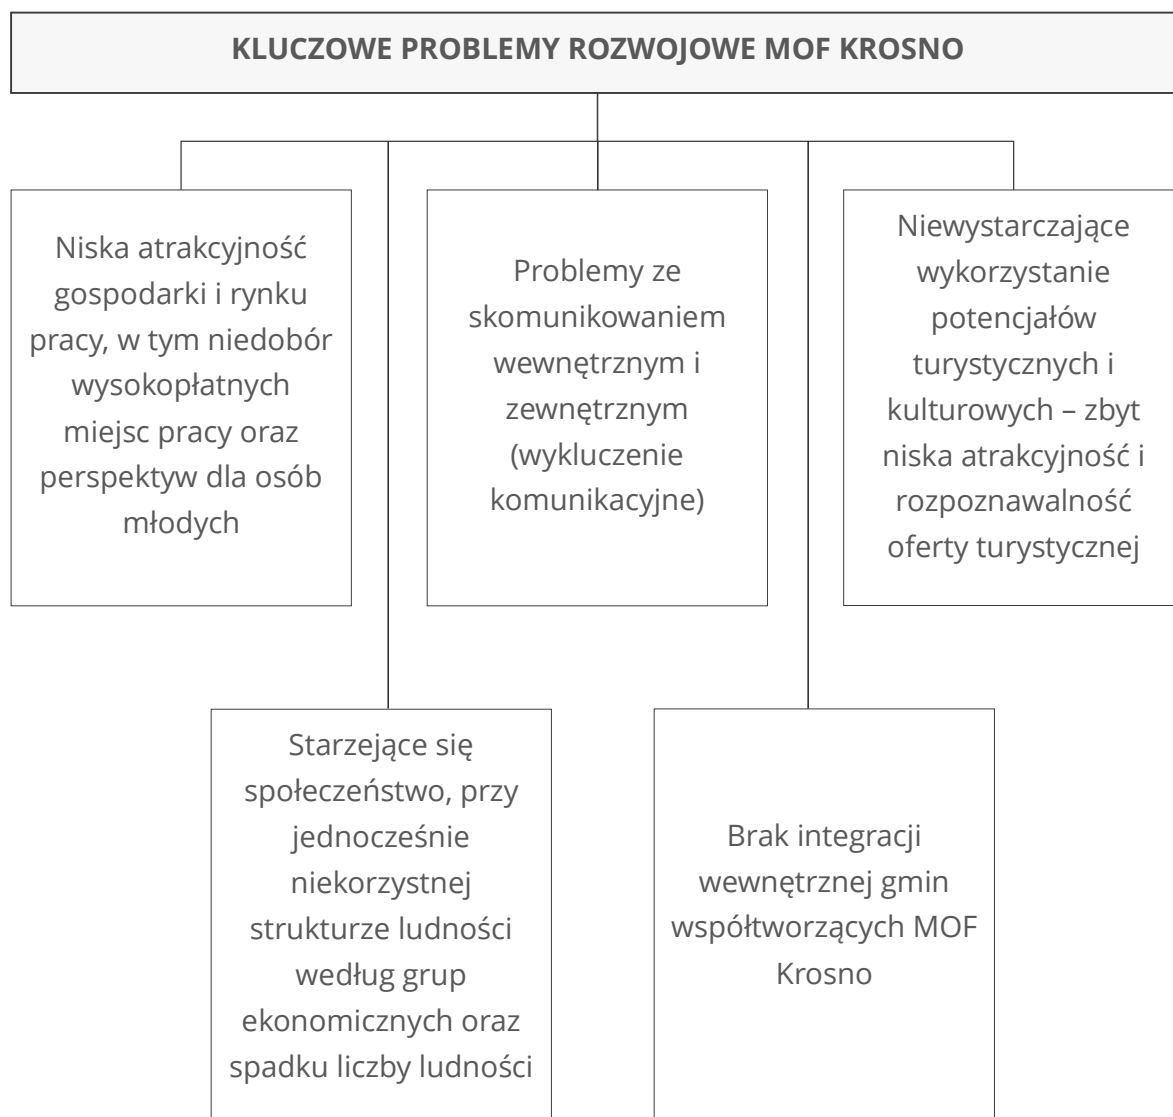 KLUCZOWE PROBLEMY ROZWOJOWE MOF KROSNO
Niska atrakcyjność
gospodarki i rynku
pracy, w tym niedobór
wysokopłatnych
miejsc pracy oraz
perspektyw dla osób
młodych
Problemy ze
skomunikowaniem
wewnętrznym i
zewnętrznym
(wykluczenie
komunikacyjne)
Niewystarczające
wykorzystanie
potencjałów
turystycznych i
kulturowych – zbyt
niska atrakcyjność i
rozpoznawalność
oferty turystycznej
Starzejące się
społeczeństwo, przy
jednocześnie
niekorzystnej
strukturze ludności
według grup
ekonomicznych oraz
spadku liczby ludności
Brak integracji
wewnętrznej gmin
współtworzących MOF
Krosno